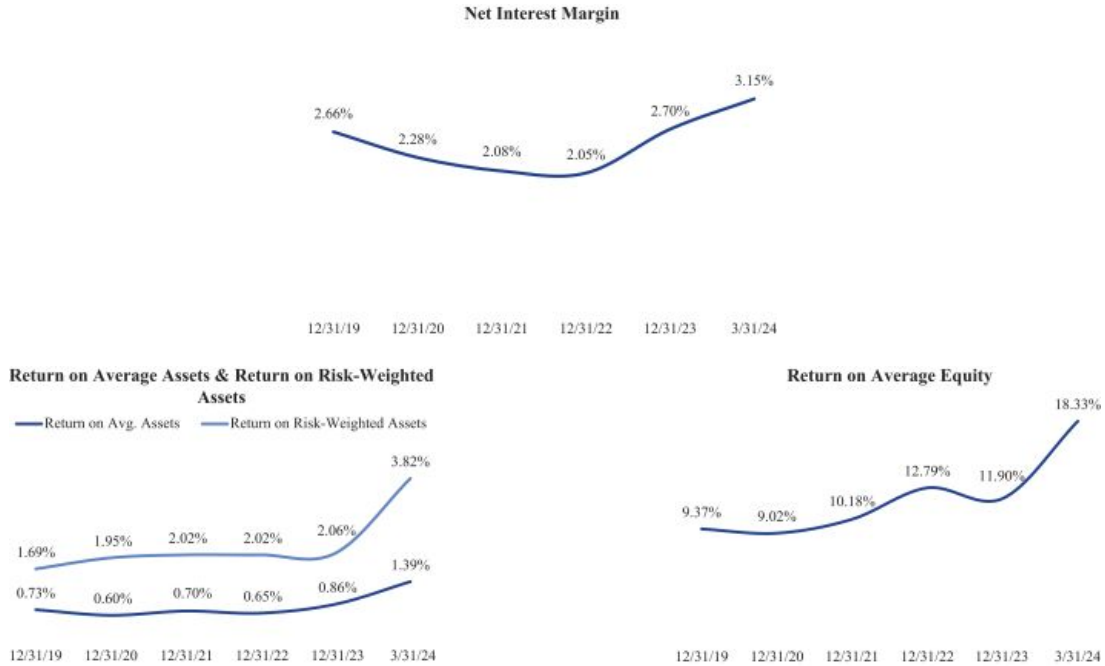 Net Interest Margin
3.15%
2.66%
2.70%
2.28%
2.08%
2.05%
12/31/19 12/31/20 12/31/21 12/31/22 12/31/23 3/31/24
Return on Average Assets & Return on Risk-Weighted
Assets
Return on Avg. Assets Return on Risk-Weighted Assets
3.82%
1.69% 1.95% 2.02% 2.02% 2.06%
1.39%
0.73% 0.60% 0.70% 0.65% 0.86%
12/31/19 12/31/20 12/31/21 12/31/22 12/31/23 3/31/24
Return on Average Equity
18.33%
12.79% 11.90%
9.37% 9.02% 10.18%
12/31/19 12/31/20 12/31/21 12/31/22 12/31/23 3/31/24